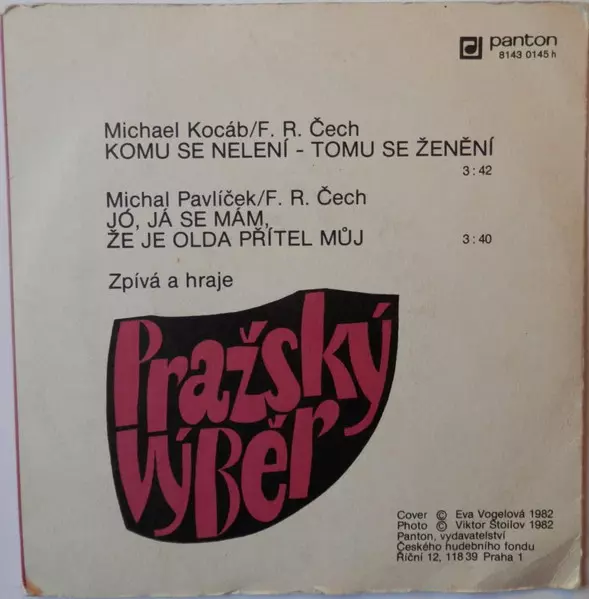 panton
8143 0145 h
Michael Kocáb/F. R. Čech
KOMU SE NELENÍ - TOMU SE ŽENĚNÍ
3:42
Michal Pavlíček/F. R. Čech
JÓ, JÁ SE MÁM,
ŽE JE OLDA PŘÍTEL MŮJ 3:40
Zpívá a hraje
Pražský
výBěr
Cover © Eva Vogelová 1982
Photo © Viktor Stoilov 1982
Panton, vydavatelství
Českého hudebního fondu
Říční 12, 118 39 Praha 1